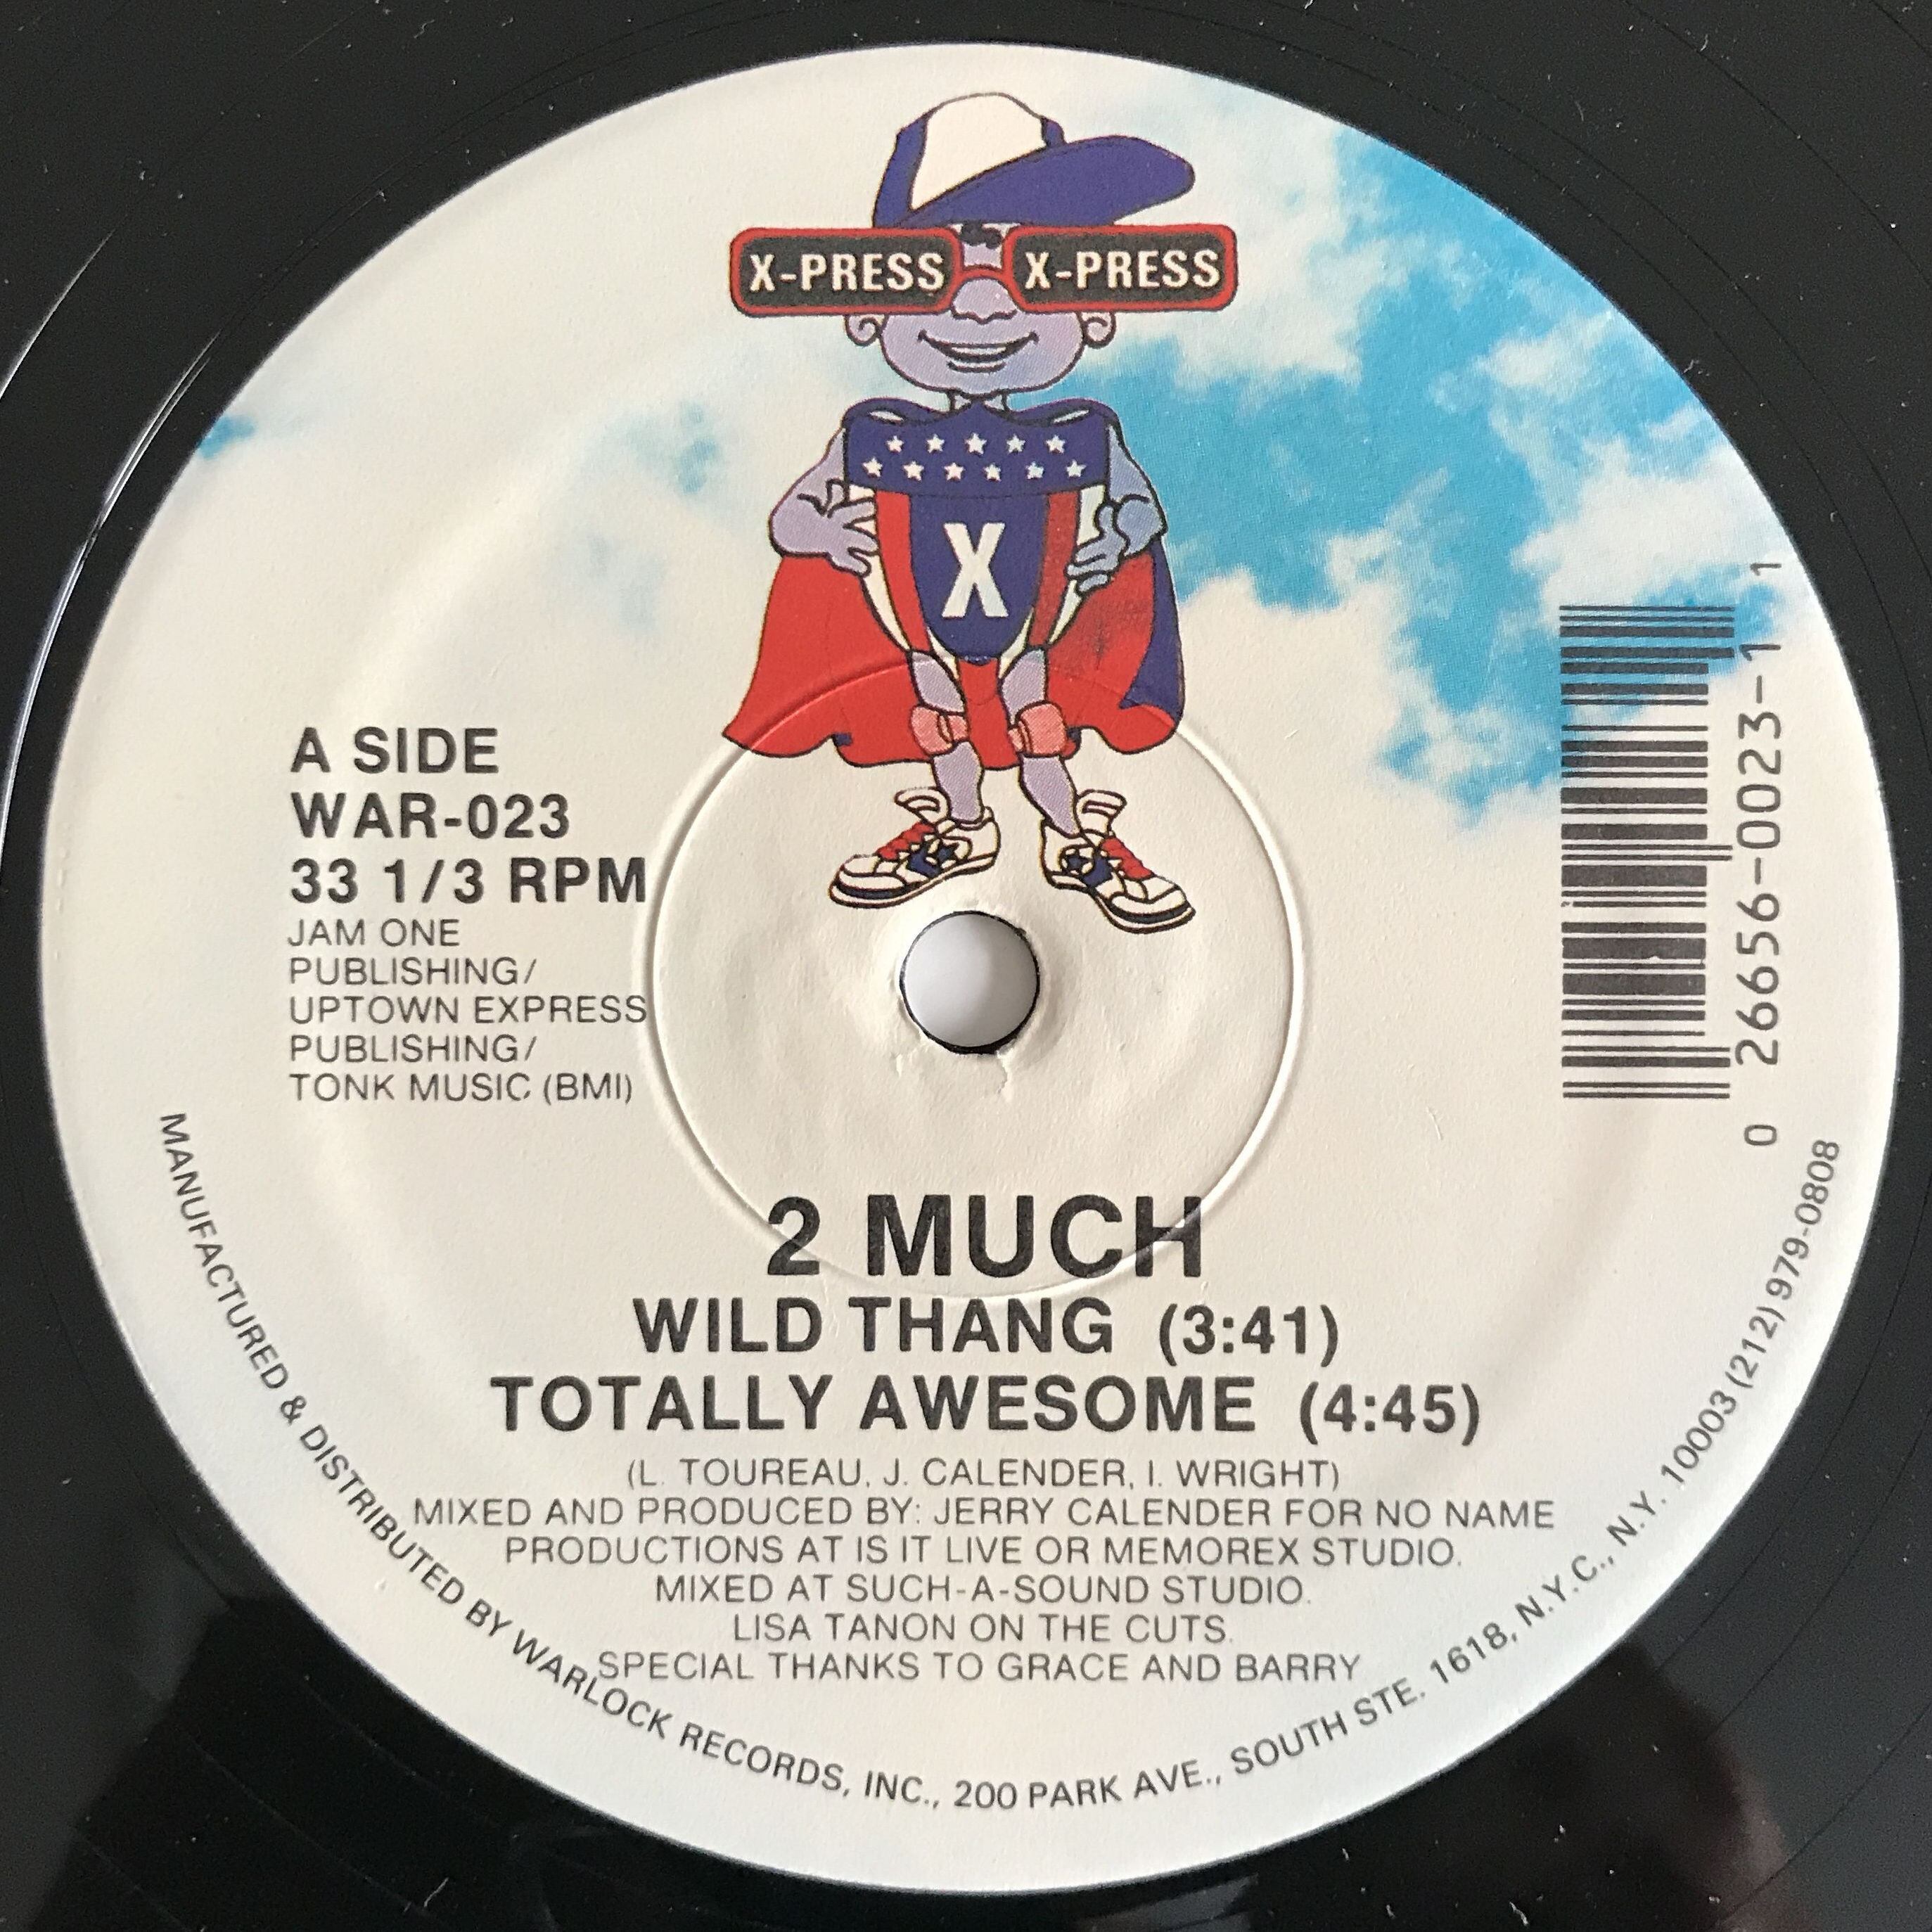 X-PRESS X-PRESS
X
A SIDE
WAR-023
33 1/3 RPM
JAM ONE
PUBLISHING/
UPTOWN EXPRESS
PUBLISHING/
TONK MUSIC (BMI)
0 26656-0023-1 1
2 MUCH
WILD THANG (3:41)
TOTALLY AWESOME (4:45)
(L. TOUREAU, J. CALENDER, I. WRIGHT)
MIXED AND PRODUCED BY: JERRY CALENDER FOR NO NAME
PRODUCTIONS AT IS IT LIVE OR MEMOREX STUDIO.
MIXED AT SUCH-A-SOUND STUDIO.
LISA TANON ON THE CUTS.
SPECIAL THANKS TO GRACE AND BARRY
MANUFACTURED & DISTRIBUTED BY WARLOCK RECORDS, INC., 200 PARK AVE., SOUTH STE. 1618, N.Y.C., N.Y. 10003 (212) 979-0808